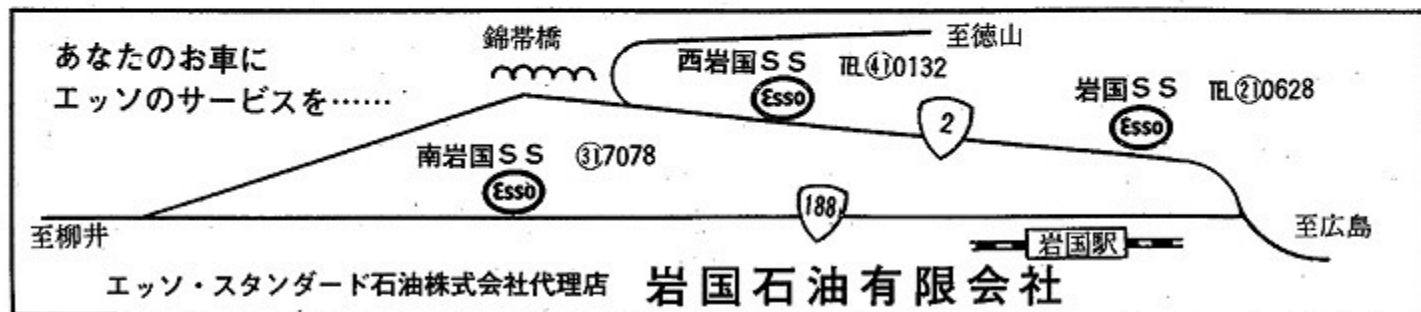 あなたのお車に
エッソのサービスを……
錦帯橋
至徳山
西岩国SS ℡㊶0132
Esso
岩国SS ℡㉑0628
Esso
2
南岩国SS ㉛7078
Esso
188
至柳井
岩国駅
至広島
エッソ・スタンダード石油株式会社代理店 岩国石油有限会社